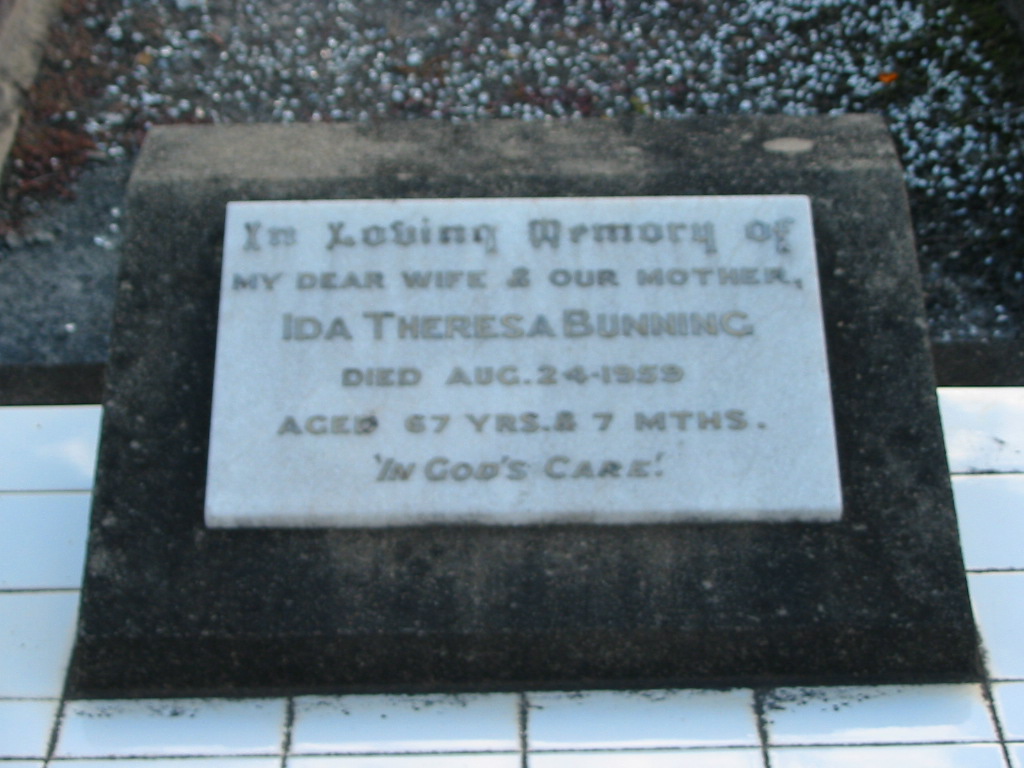 In Loving Memory of
MY DEAR WIFE & OUR MOTHER,
IDA THERESA BUNNING
DIED AUG. 24-1959
AGED 67 YRS. & 7 MTHS.
'IN GOD'S CARE'.